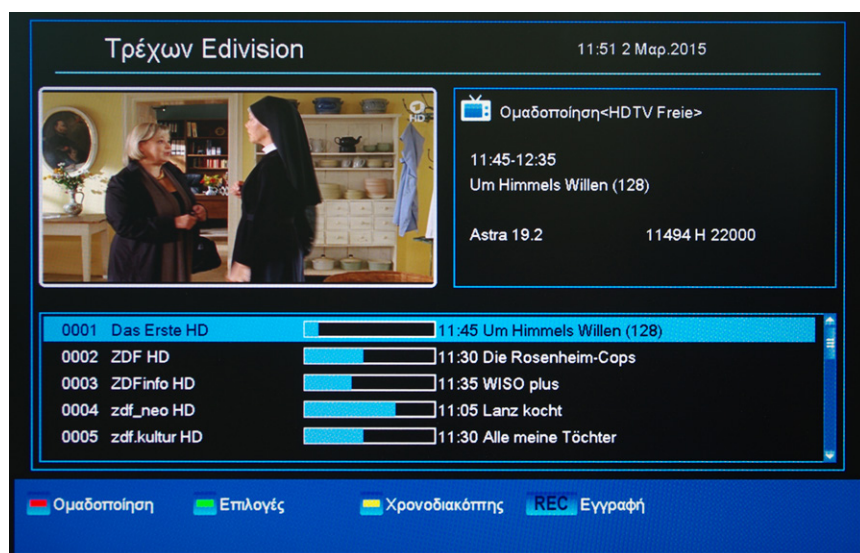 Τρέχων Edivision
11:51 2 Μαρ.2015
HD
Ομαδοποίηση<HDTV Freie>
11:45-12:35
Um Himmels Willen (128)
Astra 19.2 11494 H 22000
0001 Das Erste HD 11:45 Um Himmels Willen (128)
0002 ZDF HD 11:30 Die Rosenheim-Cops
0003 ZDFinfo HD 11:35 WISO plus
0004 zdf_neo HD 11:05 Lanz kocht
0005 zdf.kultur HD 11:30 Alle meine Töchter
Ομαδοποίηση Επιλογές Χρονοδιακόπτης REC Εγγραφή